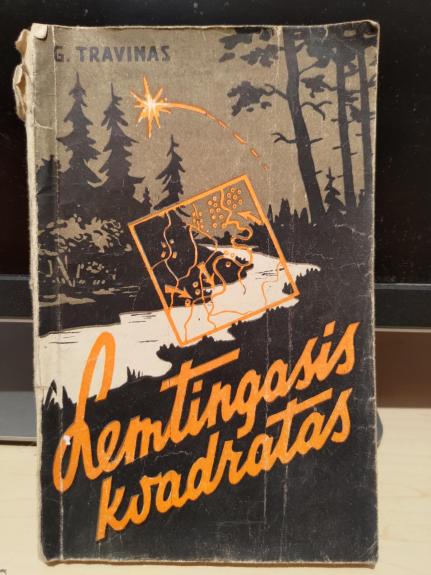 G. TRAVINAS
Lemtingasis
kvadratas